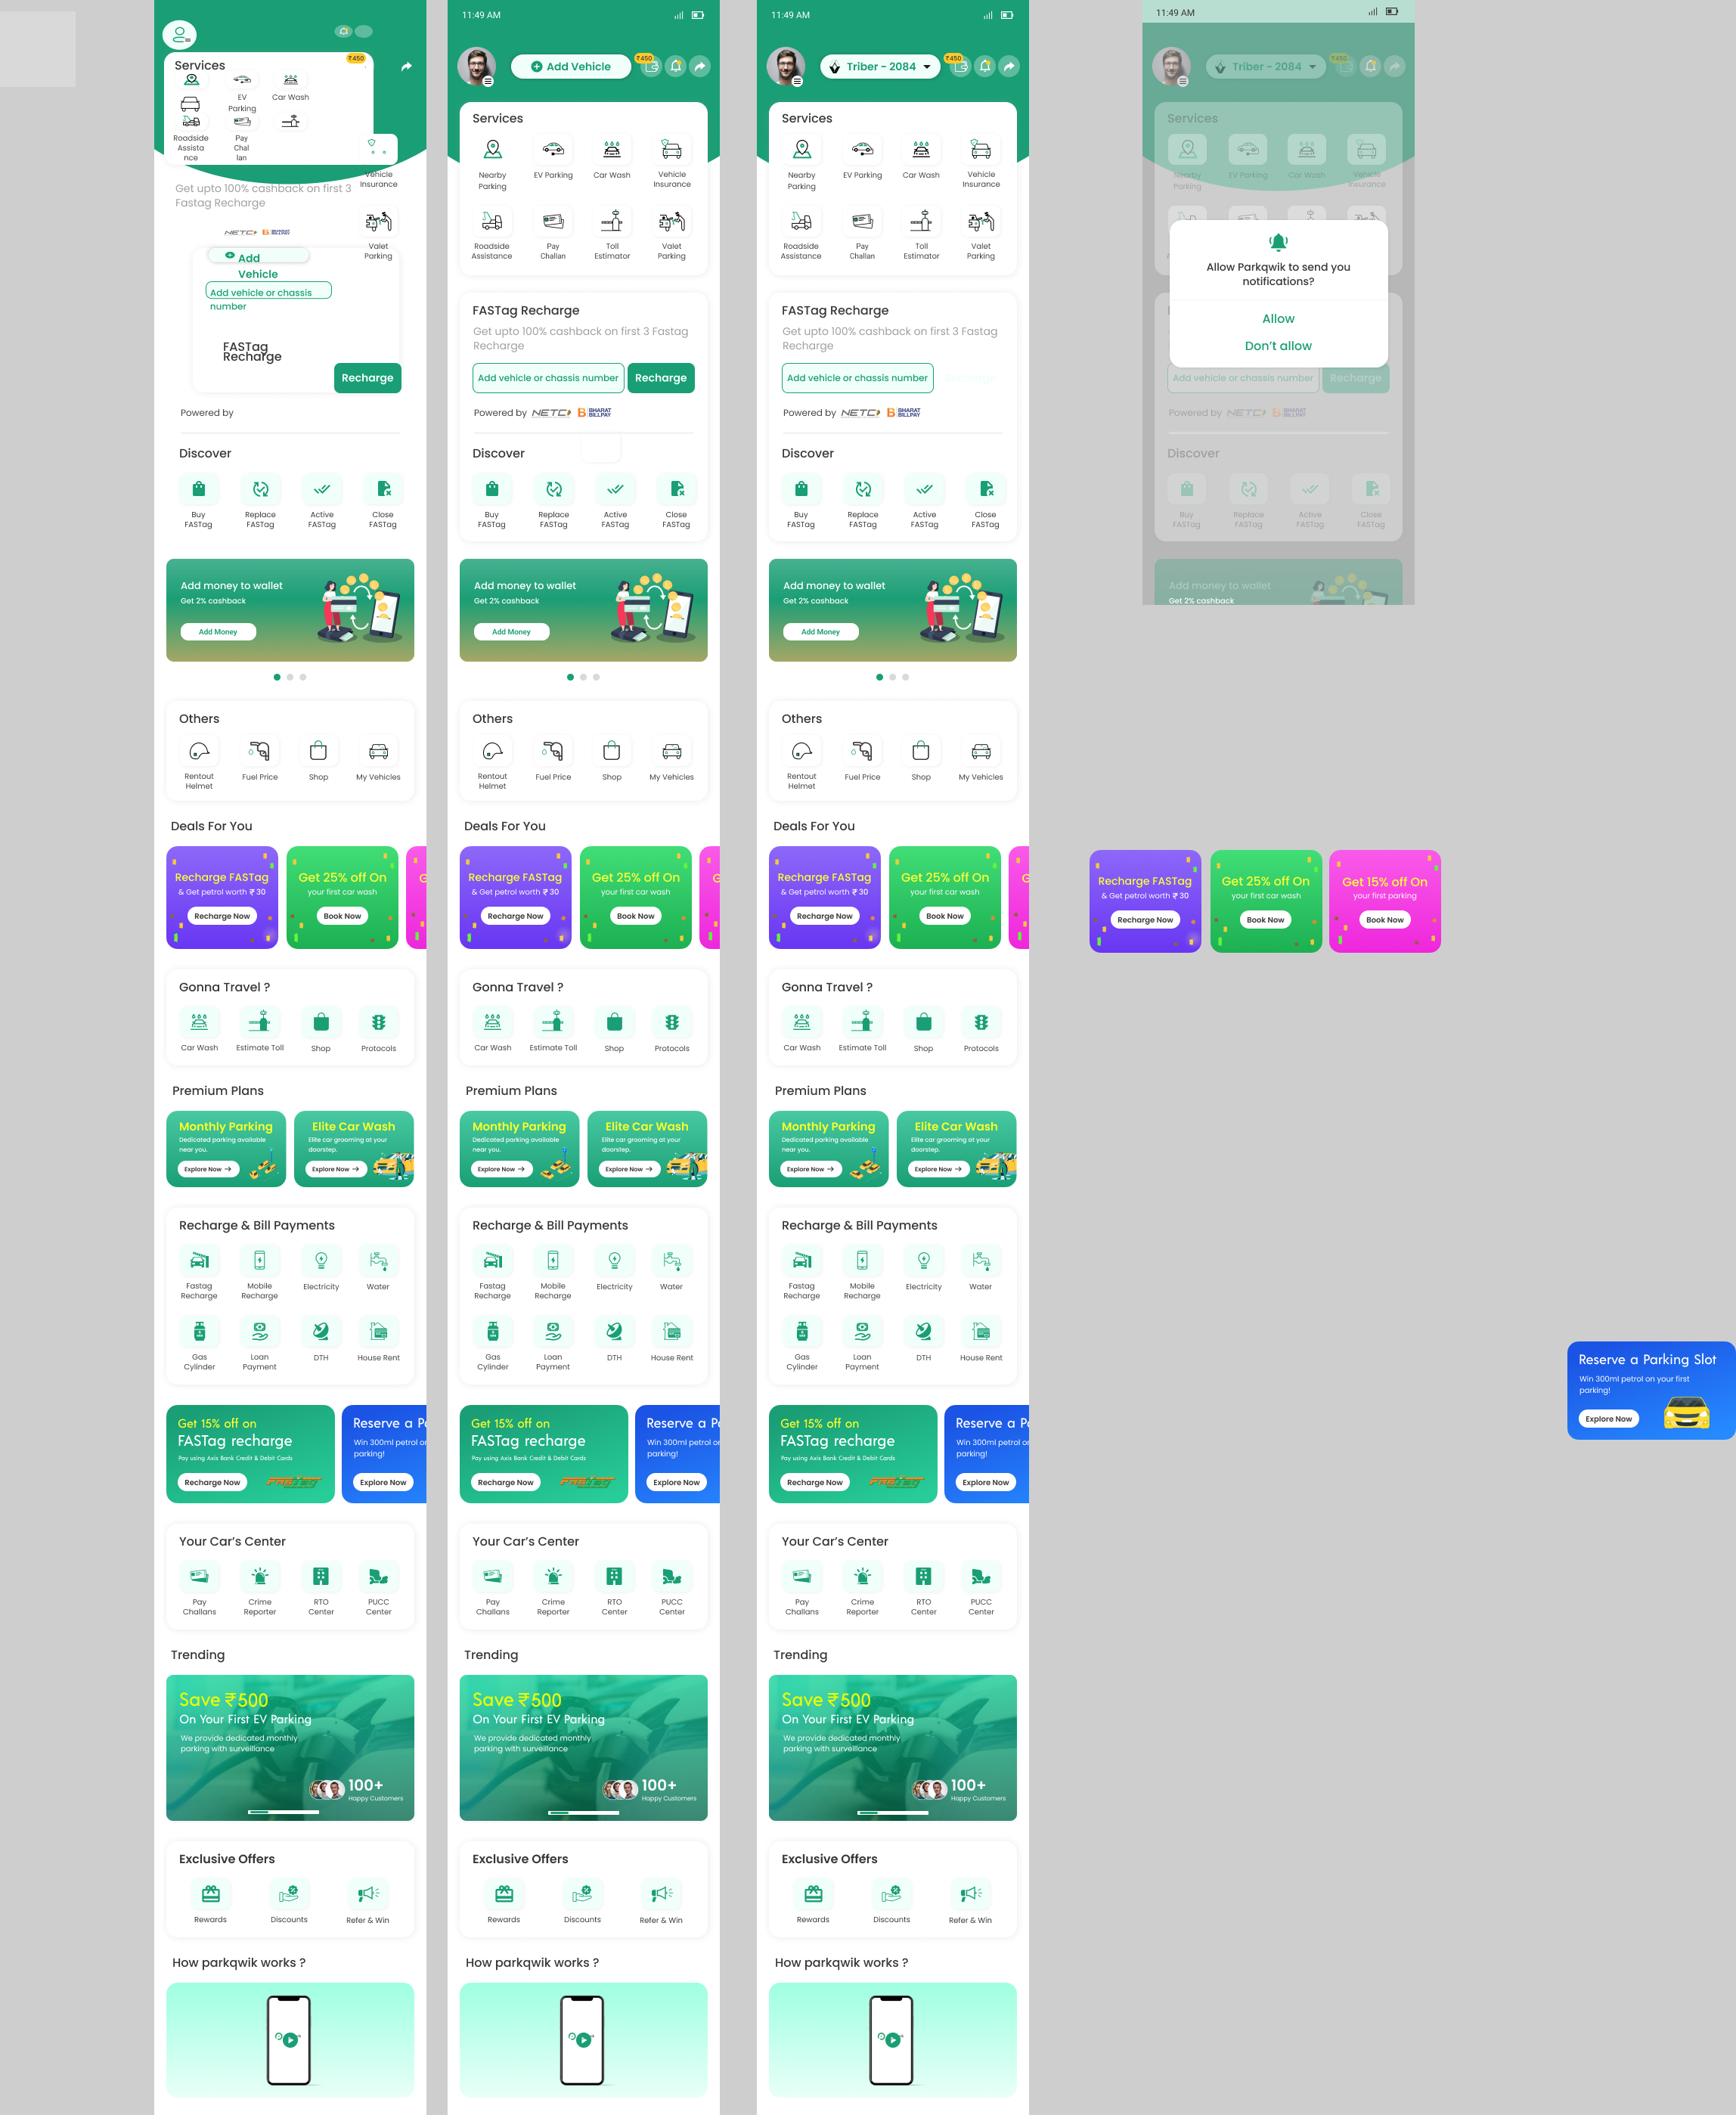 ₹450
Services
EV
Parking
Car Wash
Roadside
Assista
nce
Pay
Chal
lan
Vehicle
Insurance
Get upto 100% cashback on first 3
Fastag Recharge
NETC
BHARAT
BILLPAY
Valet
Parking
Add
Vehicle
Add vehicle or chassis
number
FASTag
Recharge
Recharge
Powered by
Discover
Buy
FASTag
Replace
FASTag
Active
FASTag
Close
FASTag
Add money to wallet
Get 2% cashback
Add Money
Others
Rentout
Helmet
Fuel Price
Shop
My Vehicles
Deals For You
Recharge FASTag
& Get petrol worth ₹ 30
Recharge Now
Get 25% off On
your first car wash
Book Now
G
Gonna Travel ?
Car Wash
Estimate Toll
Shop
Protocols
Premium Plans
Monthly Parking
Dedicated parking available
near you.
Explore Now →
Elite Car Wash
Elite car grooming at your
doorstep.
Explore Now →
Recharge & Bill Payments
Fastag
Recharge
Mobile
Recharge
Electricity
Water
Gas
Cylinder
Loan
Payment
DTH
House Rent
Get 15% off on
FASTag recharge
Pay using Axis Bank Credit & Debit Cards
Recharge Now
FASTag
Reserve a Pa
Win 300ml petrol on
parking!
Explore Now
Your Car’s Center
Pay
Challans
Crime
Reporter
RTO
Center
PUCC
Center
Trending
Save ₹500
On Your First EV Parking
We provide dedicated monthly
parking with surveillance
100+
Happy Customers
Exclusive Offers
Rewards
Discounts
Refer & Win
How parkqwik works ?
11:49 AM
Add Vehicle
₹450
Services
Nearby
Parking
EV Parking
Car Wash
Vehicle
Insurance
Roadside
Assistance
Pay
Challan
Toll
Estimator
Valet
Parking
FASTag Recharge
Get upto 100% cashback on first 3 Fastag
Recharge
Add vehicle or chassis number
Recharge
Powered by NETC BHARAT
BILLPAY
Discover
Buy
FASTag
Replace
FASTag
Active
FASTag
Close
FASTag
Add money to wallet
Get 2% cashback
Add Money
Others
Rentout
Helmet
Fuel Price
Shop
My Vehicles
Deals For You
Recharge FASTag
& Get petrol worth ₹ 30
Recharge Now
Get 25% off On
your first car wash
Book Now
G
Gonna Travel ?
Car Wash
Estimate Toll
Shop
Protocols
Premium Plans
Monthly Parking
Dedicated parking available
near you.
Explore Now →
Elite Car Wash
Elite car grooming at your
doorstep.
Explore Now →
Recharge & Bill Payments
Fastag
Recharge
Mobile
Recharge
Electricity
Water
Gas
Cylinder
Loan
Payment
DTH
House Rent
Get 15% off on
FASTag recharge
Pay using Axis Bank Credit & Debit Cards
Recharge Now
FASTag
Reserve a Pa
Win 300ml petrol on
parking!
Explore Now
Your Car’s Center
Pay
Challans
Crime
Reporter
RTO
Center
PUCC
Center
Trending
Save ₹500
On Your First EV Parking
We provide dedicated monthly
parking with surveillance
100+
Happy Customers
Exclusive Offers
Rewards
Discounts
Refer & Win
How parkqwik works ?
11:49 AM
Triber - 2084
₹450
Services
Nearby
Parking
EV Parking
Car Wash
Vehicle
Insurance
Roadside
Assistance
Pay
Challan
Toll
Estimator
Valet
Parking
FASTag Recharge
Get upto 100% cashback on first 3 Fastag
Recharge
Add vehicle or chassis number
Recharge
Powered by NETC BHARAT
BILLPAY
Discover
Buy
FASTag
Replace
FASTag
Active
FASTag
Close
FASTag
Add money to wallet
Get 2% cashback
Add Money
Others
Rentout
Helmet
Fuel Price
Shop
My Vehicles
Deals For You
Recharge FASTag
& Get petrol worth ₹ 30
Recharge Now
Get 25% off On
your first car wash
Book Now
G
Gonna Travel ?
Car Wash
Estimate Toll
Shop
Protocols
Premium Plans
Monthly Parking
Dedicated parking available
near you.
Explore Now →
Elite Car Wash
Elite car grooming at your
doorstep.
Explore Now →
Recharge & Bill Payments
Fastag
Recharge
Mobile
Recharge
Electricity
Water
Gas
Cylinder
Loan
Payment
DTH
House Rent
Get 15% off on
FASTag recharge
Pay using Axis Bank Credit & Debit Cards
Recharge Now
FASTag
Reserve a Pa
Win 300ml petrol on
parking!
Explore Now
Your Car’s Center
Pay
Challans
Crime
Reporter
RTO
Center
PUCC
Center
Trending
Save ₹500
On Your First EV Parking
We provide dedicated monthly
parking with surveillance
100+
Happy Customers
Exclusive Offers
Rewards
Discounts
Refer & Win
How parkqwik works ?
11:49 AM
Triber - 2084
₹450
Services
Nearby
Parking
EV Parking
Car Wash
Vehicle
Insurance
Allow Parkqwik to send you
notifications?
Allow
Don’t allow
Add vehicle or chassis number
Recharge
Powered by NETC BHARAT
BILLPAY
Discover
Buy
FASTag
Replace
FASTag
Active
FASTag
Close
FASTag
Add money to wallet
Get 2% cashback
Recharge FASTag
& Get petrol worth ₹ 30
Recharge Now
Get 25% off On
your first car wash
Book Now
Get 15% off On
your first parking
Book Now
Reserve a Parking Slot
Win 300ml petrol on your first
parking!
Explore Now